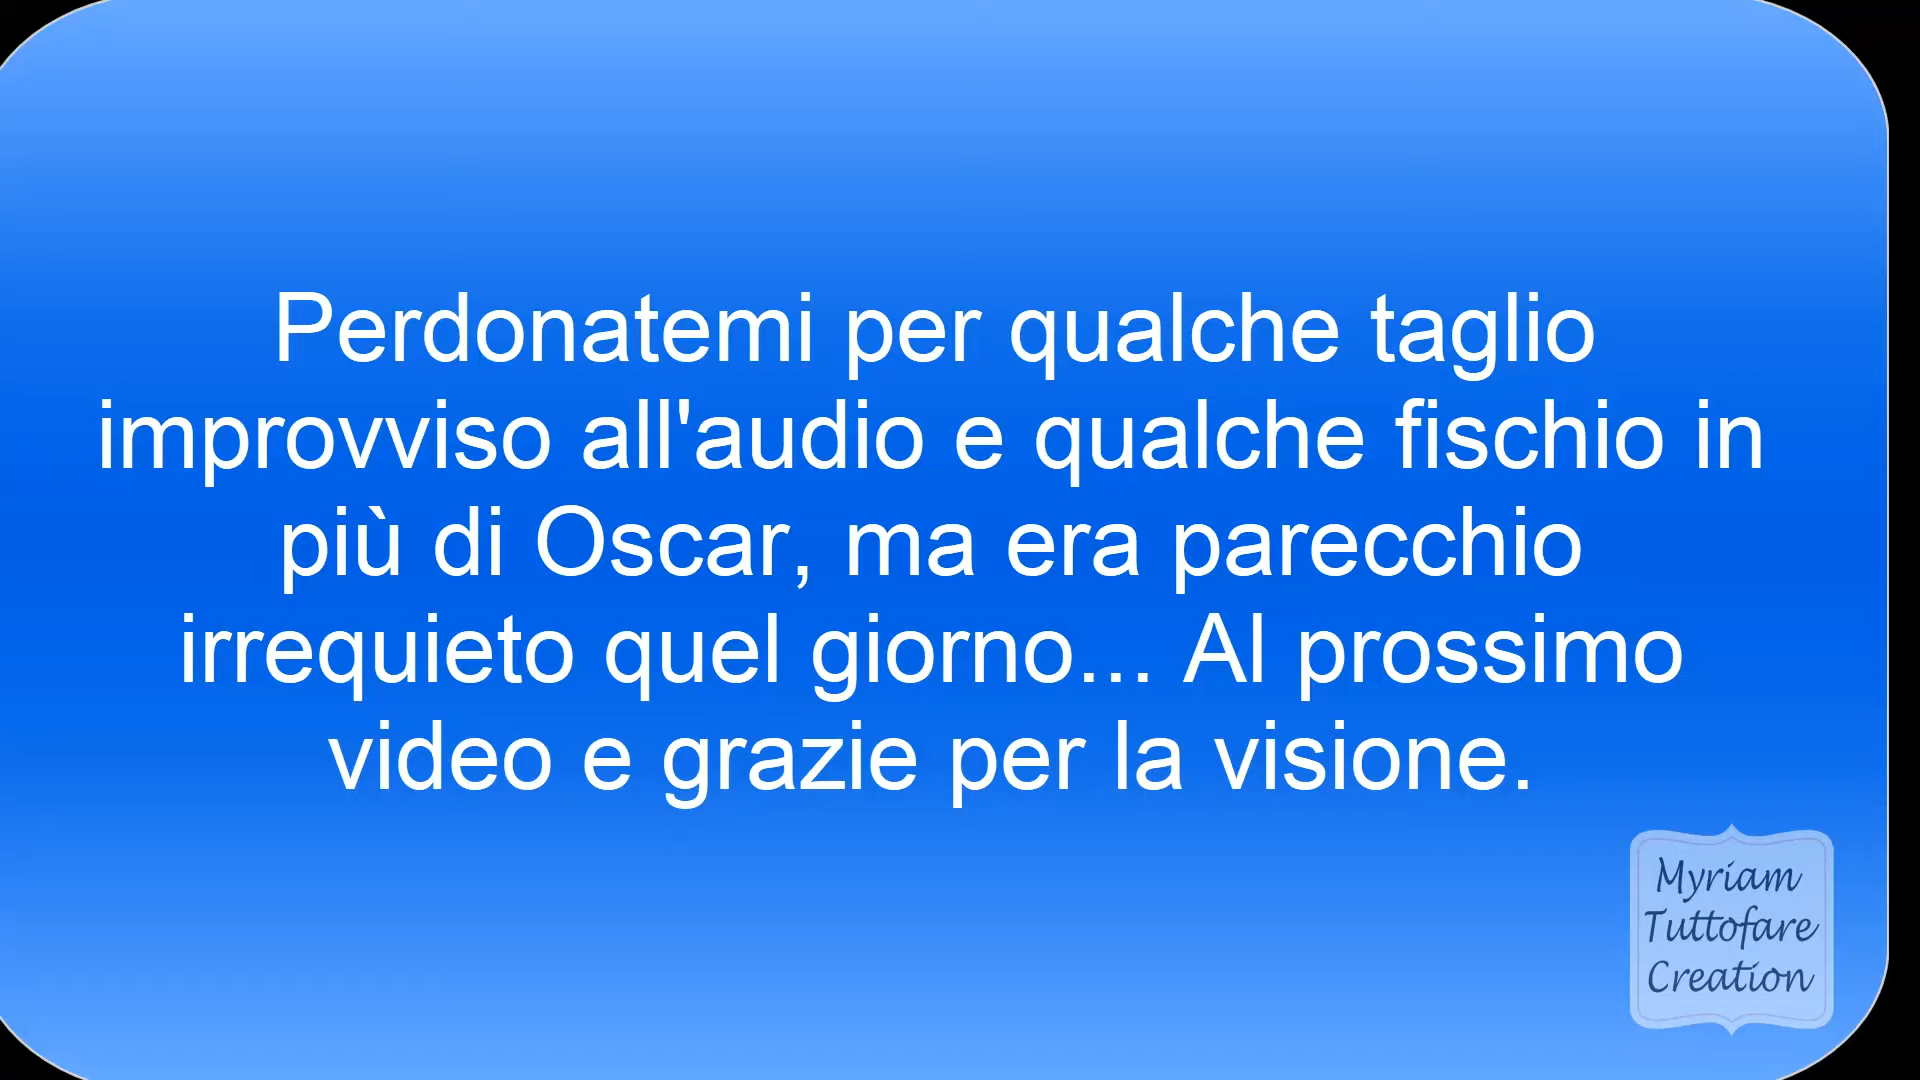 Perdonatemi per qualche taglio
improvviso all'audio e qualche fischio in
più di Oscar, ma era parecchio
irrequieto quel giorno... Al prossimo
video e grazie per la visione.
Myriam
Tuttofare
Creation